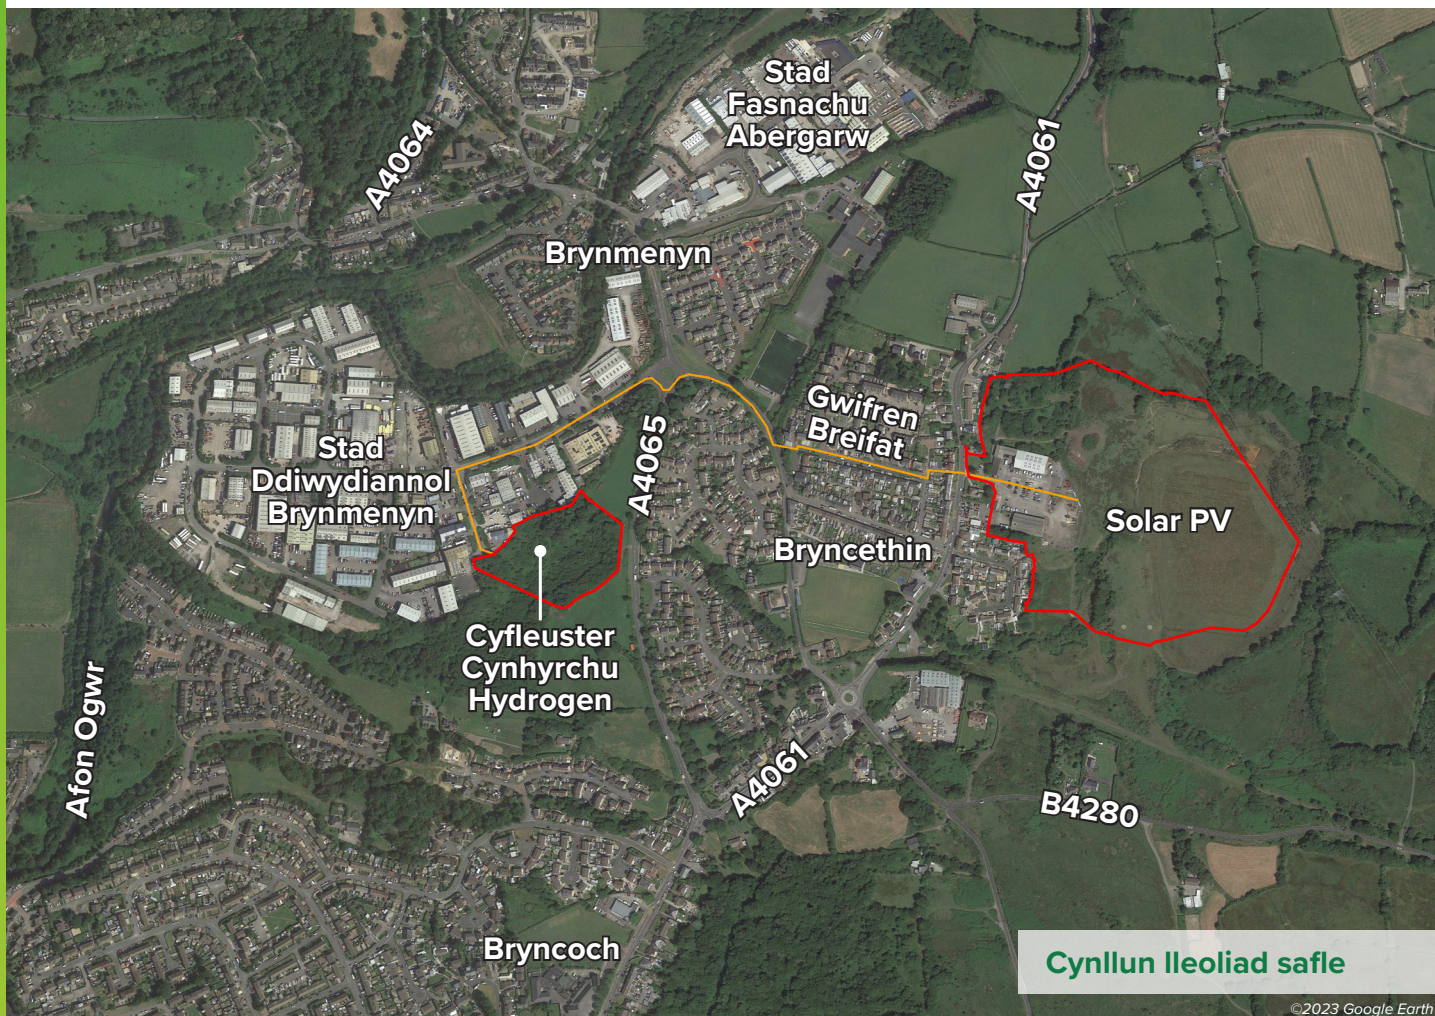 Stad
Fasnachu
Abergarw
A4064
A4061
Brynmenyn
Gwifren
Breifat
A4065
Stad
Ddiwydiannol
Brynmenyn
Solar PV
Bryncethin
Cyfleuster
Cynhyrchu
Hydrogen
Afon Ogwr
A4061
B4280
Bryncoch
Cynllun lleoliad safle
©2023 Google Earth